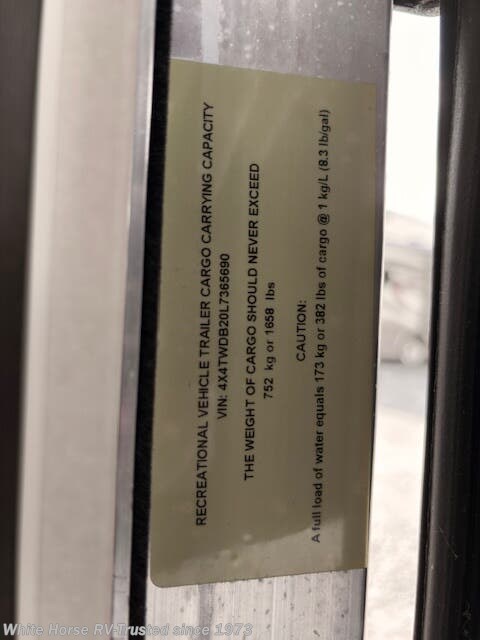 RECREATIONAL VEHICLE TRAILER CARGO CARRYING CAPACITY
VIN: 4X4TWDB20L7365690
THE WEIGHT OF CARGO SHOULD NEVER EXCEED
752 kg or 1658 lbs
CAUTION:
A full load of water equals 173 kg or 382 lbs of cargo @ 1 kg/L (8.3 lb/gal)
White Horse RV-Trusted since 1973